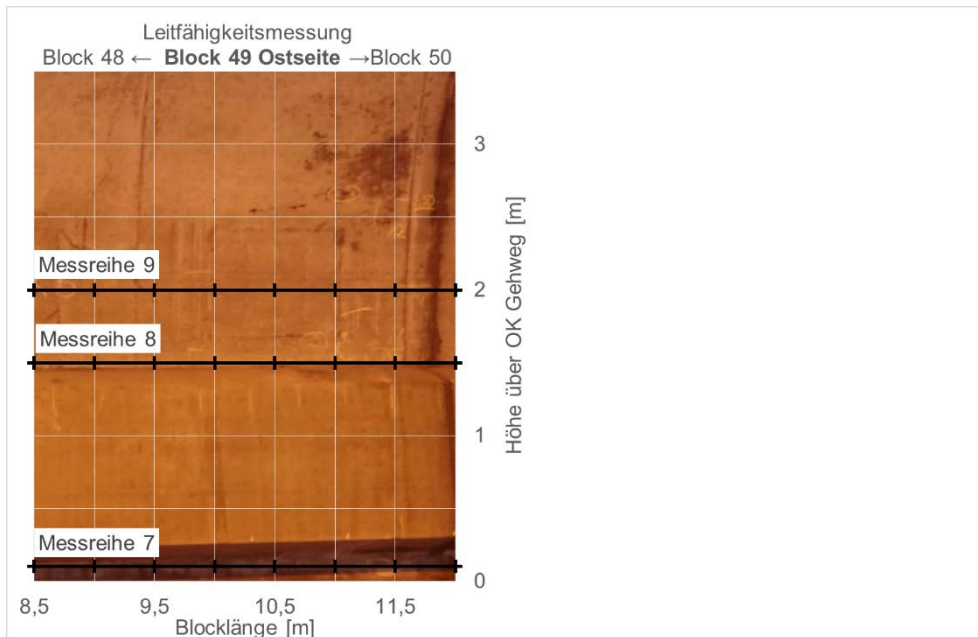 Leitfähigkeitsmessung
Block 48 ← Block 49 Ostseite →Block 50
3
Messreihe 9
2
Messreihe 8
1
Messreihe 7
0
Höhe über OK Gehweg [m]
8,5 9,5 10,5 11,5
Blocklänge [m]